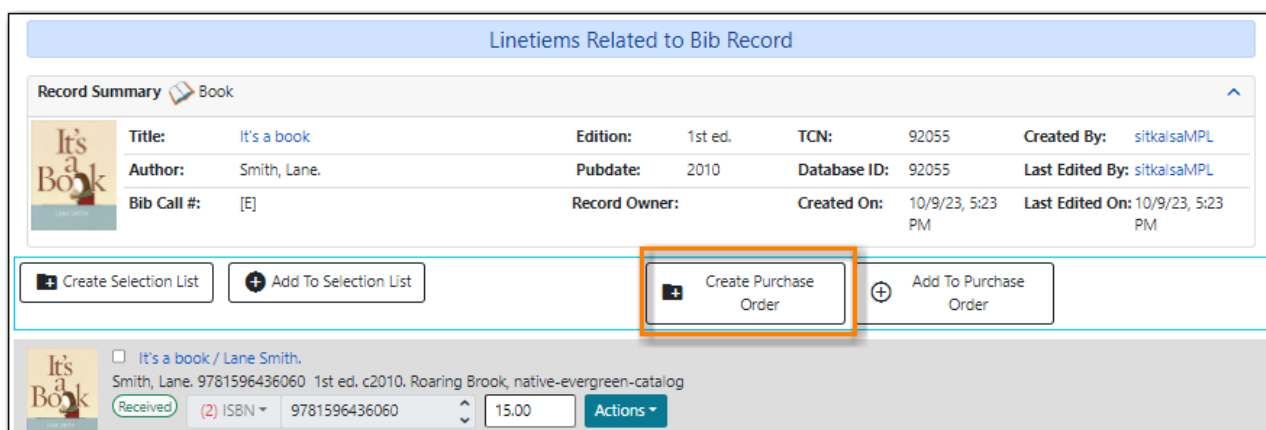 Linetiems Related to Bib Record
Record Summary Book
It's a Book
LANE SMITH
Title: It's a book Edition: 1st ed. TCN: 92055 Created By: sitkalsaMPL
Author: Smith, Lane. Pubdate: 2010 Database ID: 92055 Last Edited By: sitkalsaMPL
Bib Call #: [E] Record Owner: Created On: 10/9/23, 5:23 PM Last Edited On: 10/9/23, 5:23 PM
Create Selection List Add To Selection List Create Purchase Order Add To Purchase Order
It's a Book
LANE SMITH
It's a book / Lane Smith.
Smith, Lane. 9781596436060 1st ed. c2010. Roaring Brook, native-evergreen-catalog
Received (2) ISBN 9781596436060 15.00 Actions